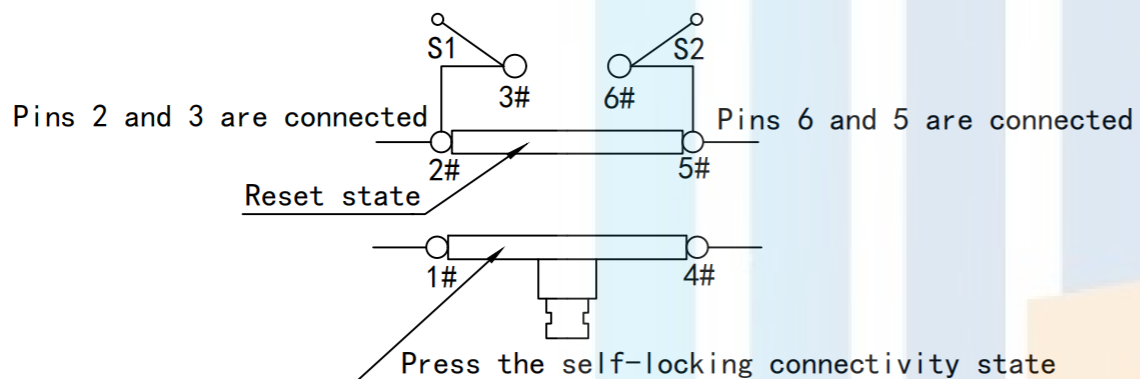 S1 S2
3# 6#
Pins 2 and 3 are connected Pins 6 and 5 are connected
2# 5#
Reset state
1# 4#
Press the self-locking connectivity state